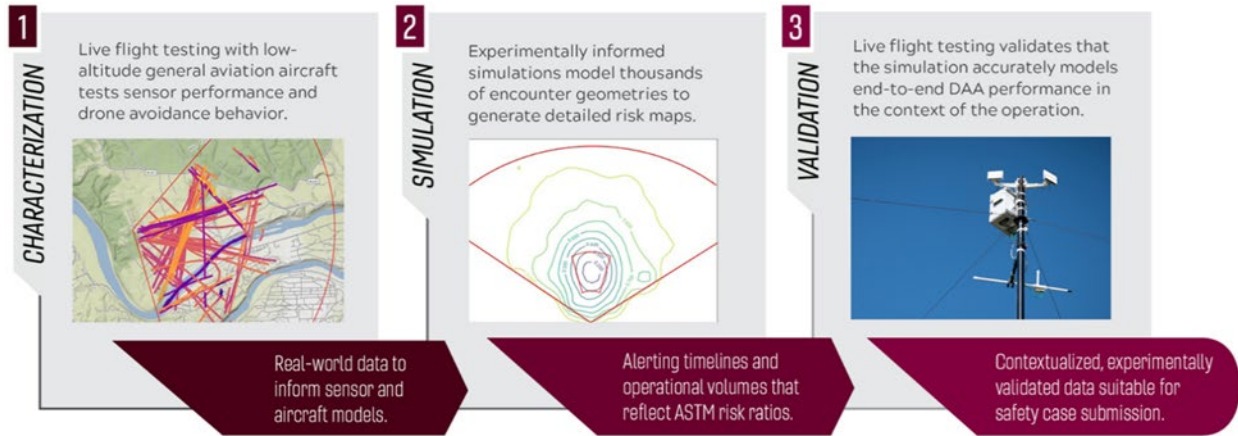 1
CHARACTERIZATION
Live flight testing with low-
altitude general aviation aircraft
tests sensor performance and
drone avoidance behavior.
Real-world data to
inform sensor and
aircraft models.
2
SIMULATION
Experimentally informed
simulations model thousands
of encounter geometries to
generate detailed risk maps.
Alerting timelines and
operational volumes that
reflect ASTM risk ratios.
3
VALIDATION
Live flight testing validates that
the simulation accurately models
end-to-end DAA performance in
the context of the operation.
Contextualized, experimentally
validated data suitable for
safety case submission.